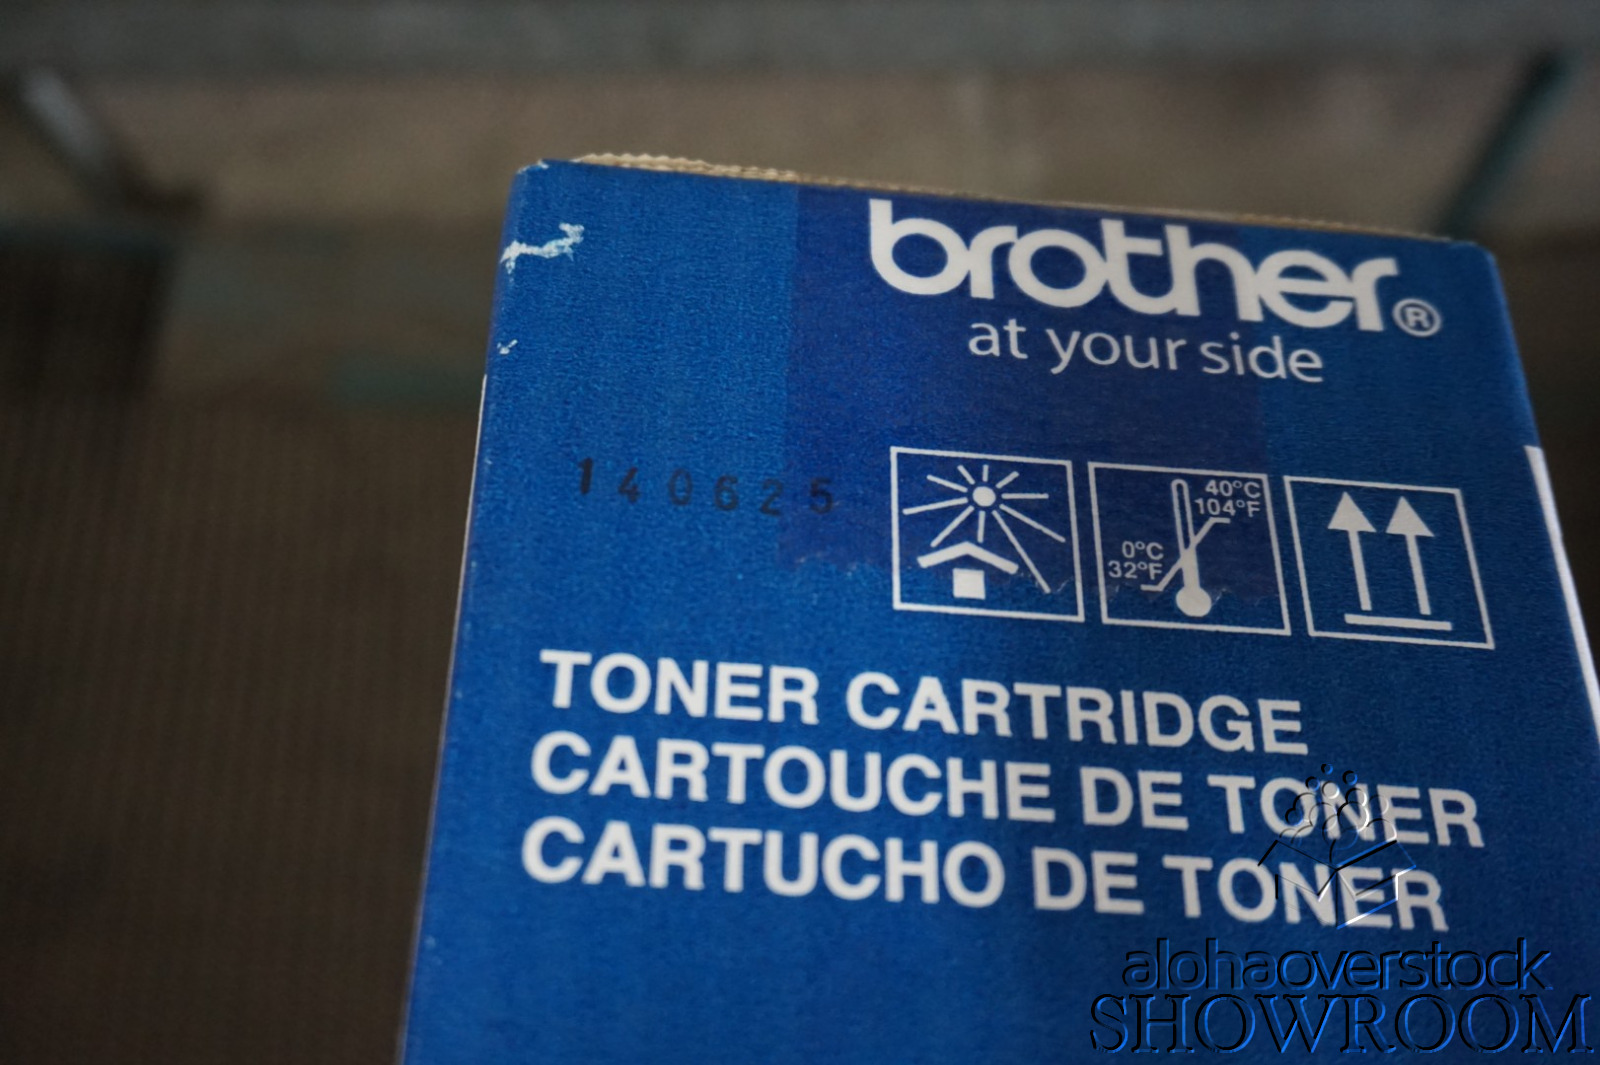 brother®
at your side
140625
40°C
104°F
0°C
32°F
TONER CARTRIDGE
CARTOUCHE DE TONER
CARTUCHO DE TONER
alohaoverstock
SHOWROOM